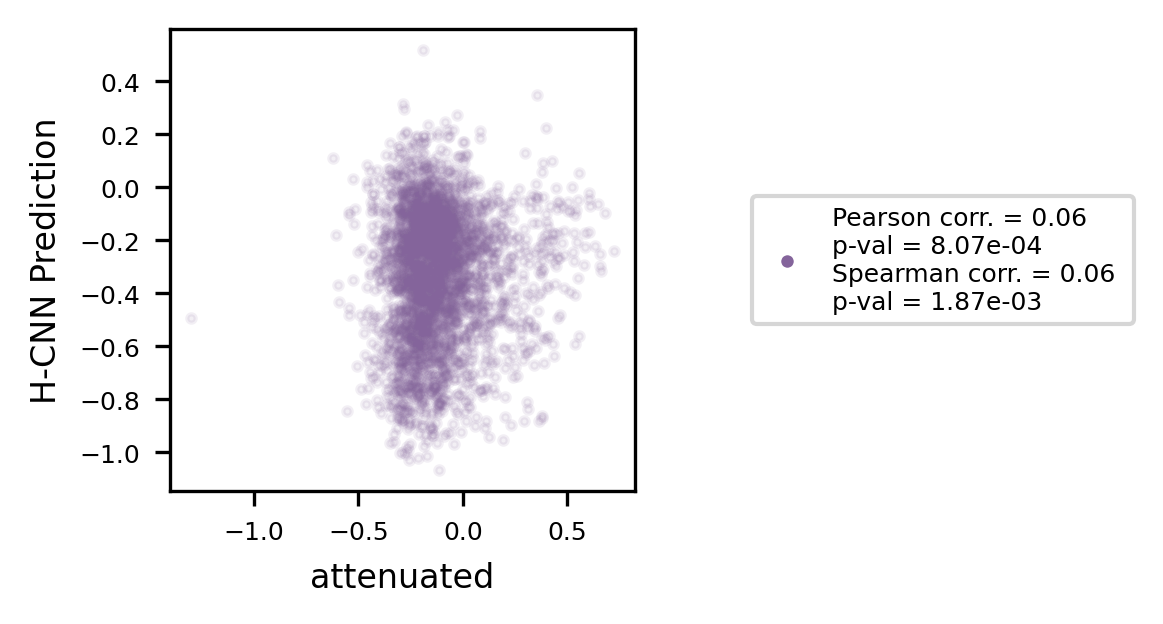 H-CNN Prediction
0.4
0.2
0.0
−0.2
−0.4
−0.6
−0.8
−1.0
−1.0 −0.5 0.0 0.5
attenuated
Pearson corr. = 0.06
p-val = 8.07e-04
Spearman corr. = 0.06
p-val = 1.87e-03